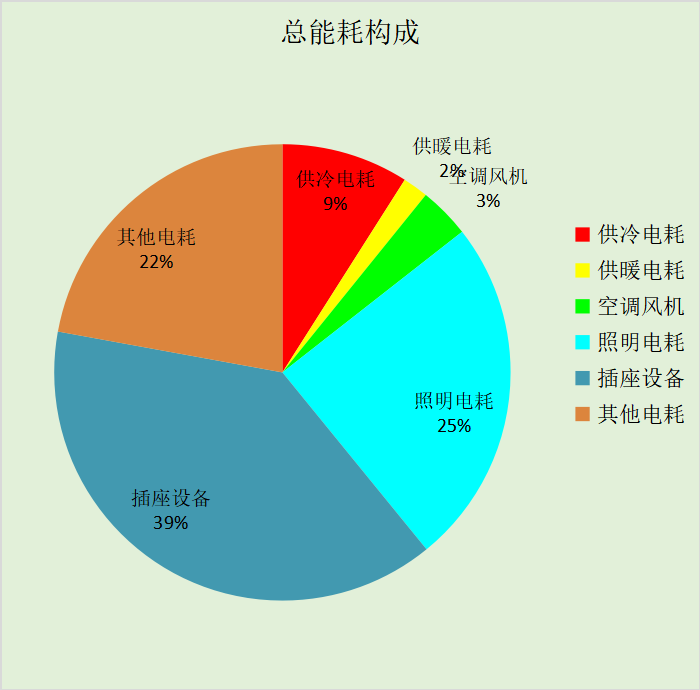 总能耗构成
供暖电耗
2%
空调风机
3%
供冷电耗
9%
其他电耗
22%
照明电耗
25%
插座设备
39%
供冷电耗
供暖电耗
空调风机
照明电耗
插座设备
其他电耗